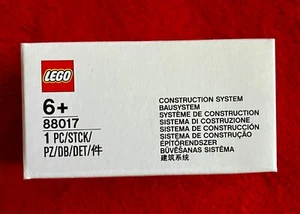 LEGO
6+
88017
1 PC/STCK/
PZ/DB/DET/件
CONSTRUCTION SYSTEM
BAUSYSTEM
SYSTÈME DE CONSTRUCTION
SISTEMA DI COSTRUZIONE
SISTEMA DE CONSTRUCCIÓN
SISTEMA DE CONSTRUÇÃO
ÉPÍTŐRENDSZER
BŪVĒŠANAS SISTĒMA
建筑系统